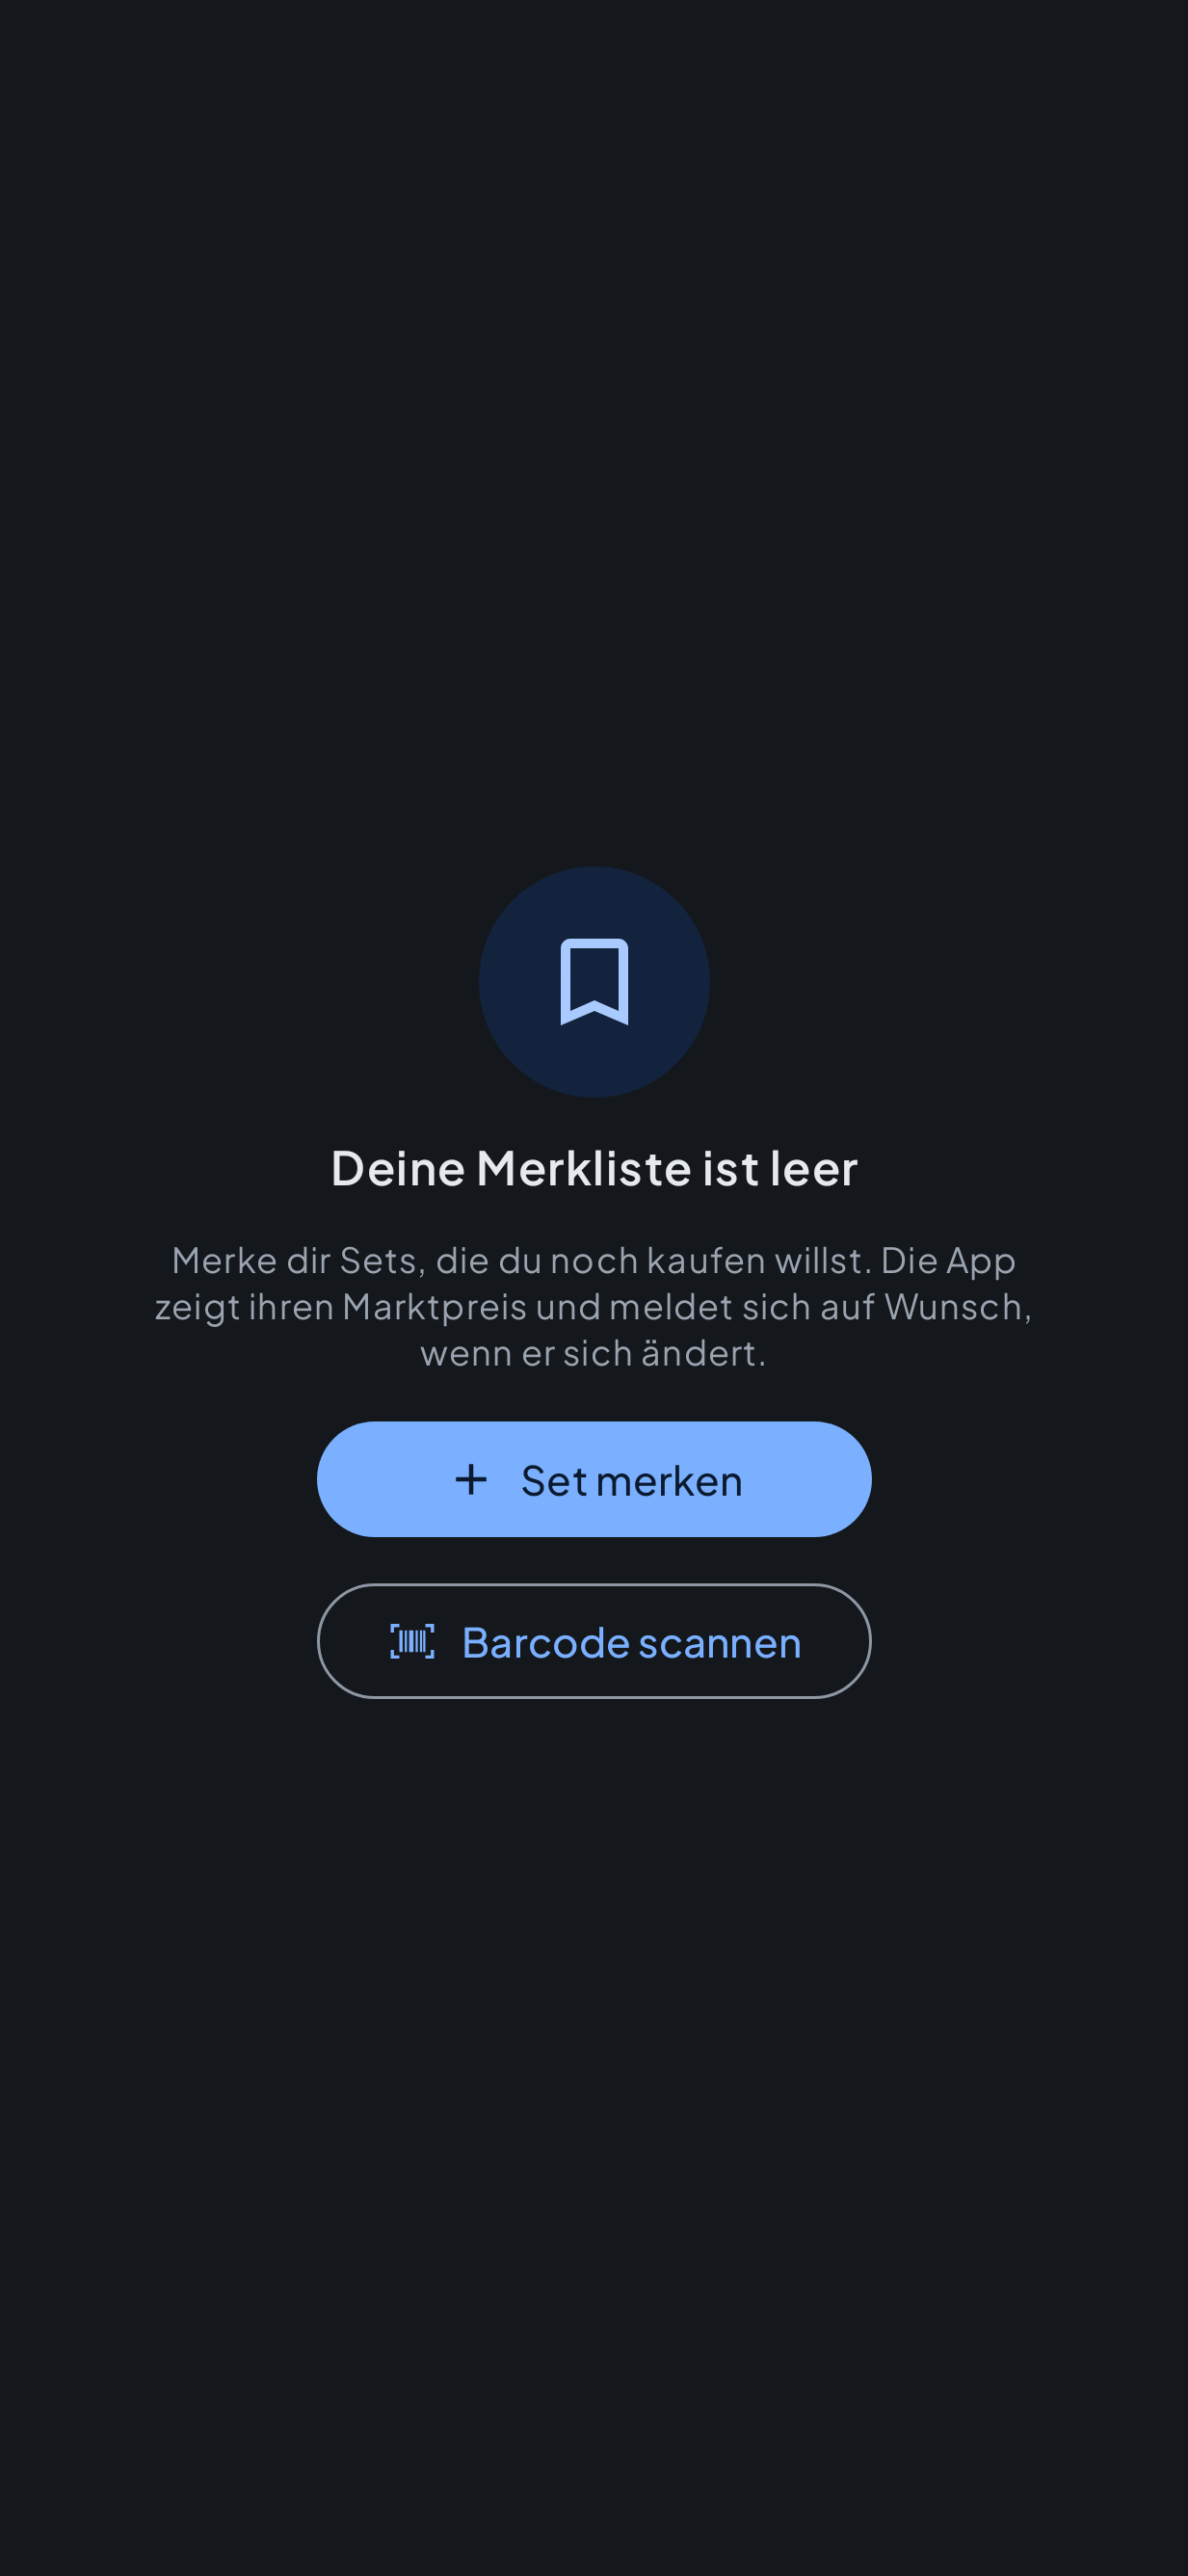 Deine Merkliste ist leer
Merke dir Sets, die du noch kaufen willst. Die App
zeigt ihren Marktpreis und meldet sich auf Wunsch,
wenn er sich ändert.
Set merken
Barcode scannen